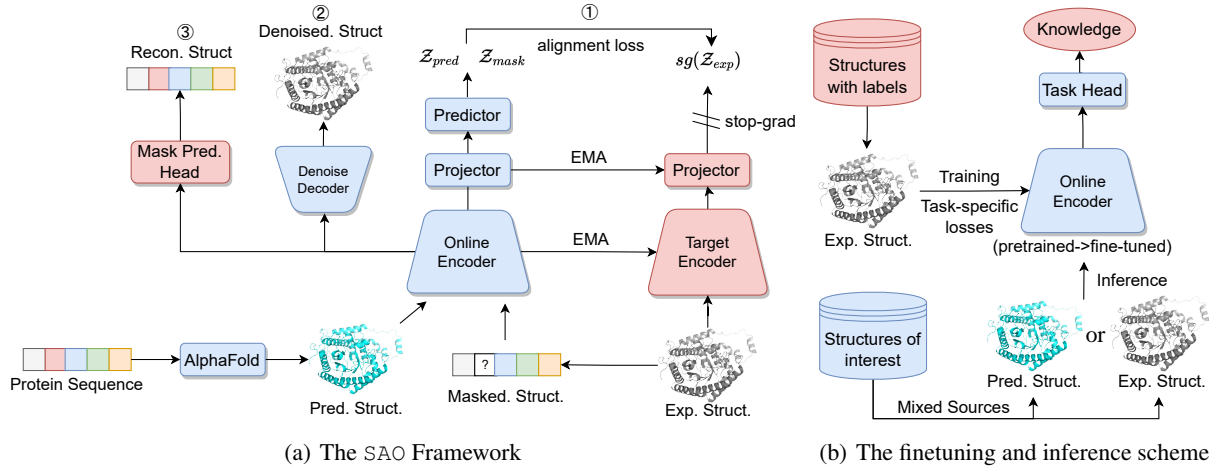 ③
Recon. Struct
②
Denoised. Struct
①
alignment loss
𝒵pred
𝒵mask
sg(𝒵exp)
stop-grad
Predictor
Mask Pred.
Head
Denoise
Decoder
Projector
EMA
Projector
Online
Encoder
EMA
Target
Encoder
Protein Sequence
AlphaFold
Pred. Struct.
?
Masked. Struct.
Exp. Struct.
(a) The SAO Framework
Structures
with labels
Knowledge
Task Head
Exp. Struct.
Training
Task-specific
losses
Online
Encoder
(pretrained->fine-tuned)
Inference
Structures of
interest
or
Pred. Struct.
Exp. Struct.
Mixed Sources
(b) The finetuning and inference scheme